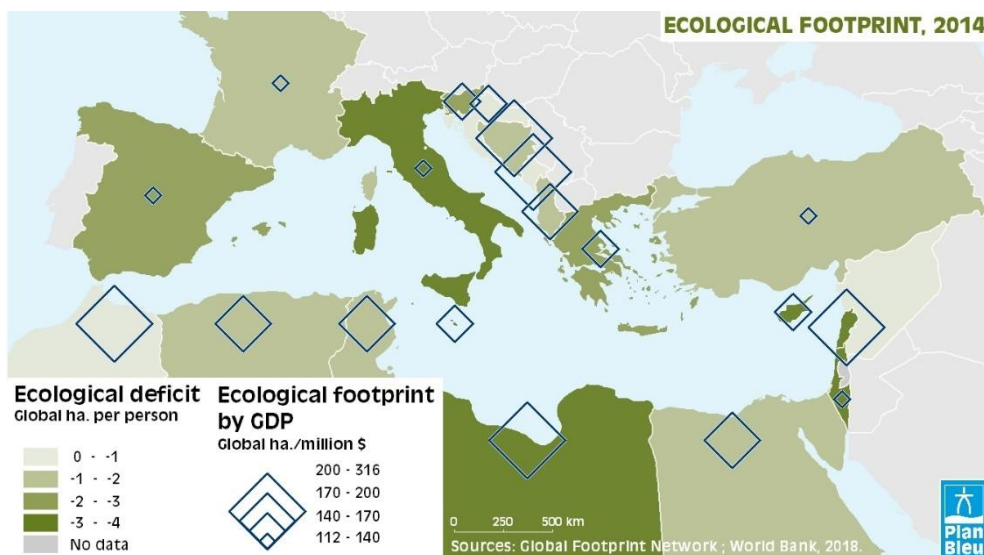 ECOLOGICAL FOOTPRINT, 2014
Ecological deficit
Global ha. per person
0 - -1
-1 - -2
-2 - -3
-3 - -4
No data
Ecological footprint
by GDP
Global ha./million $
200 - 316
170 - 200
140 - 170
112 - 140
0 250 500 km
Sources: Global Footprint Network ; World Bank, 2018.
Plan
Bleu